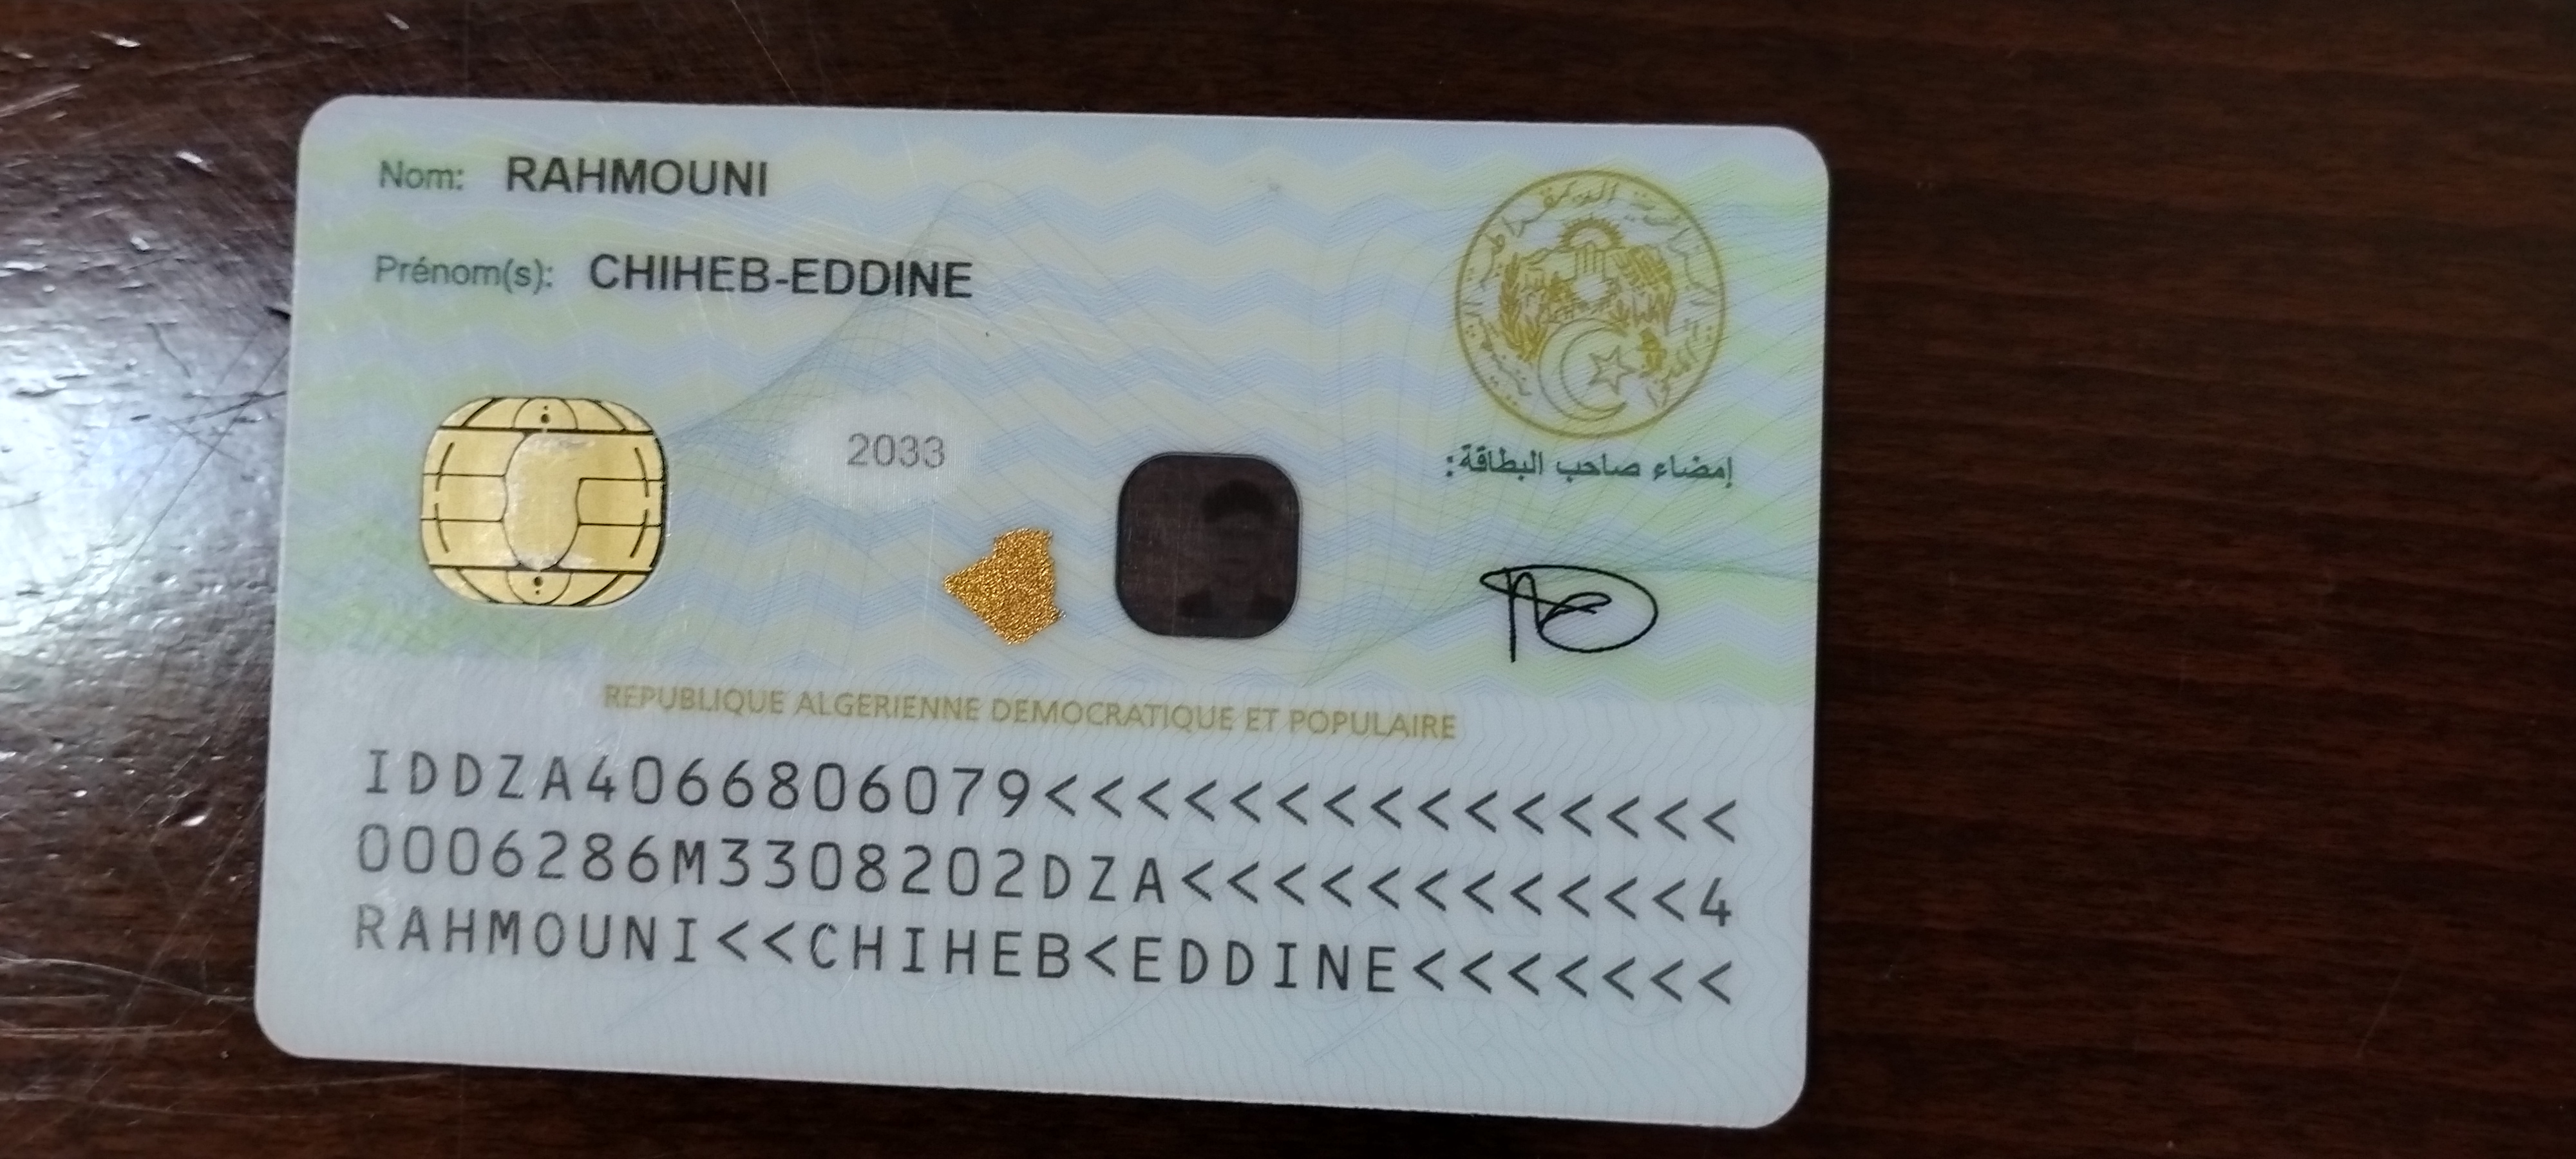 Nom: RAHMOUNI
Prénom(s): CHIHEB-EDDINE
2033
إمضاء صاحب البطاقة:
REPUBLIQUE ALGERIENNE DEMOCRATIQUE ET POPULAIRE
IDDZA4066806079<<<<<<<<<<<<<<<
0006286M3308202DZA<<<<<<<<<<<<4
RAHMOUNI<<CHIHEB<EDDINE<<<<<<<